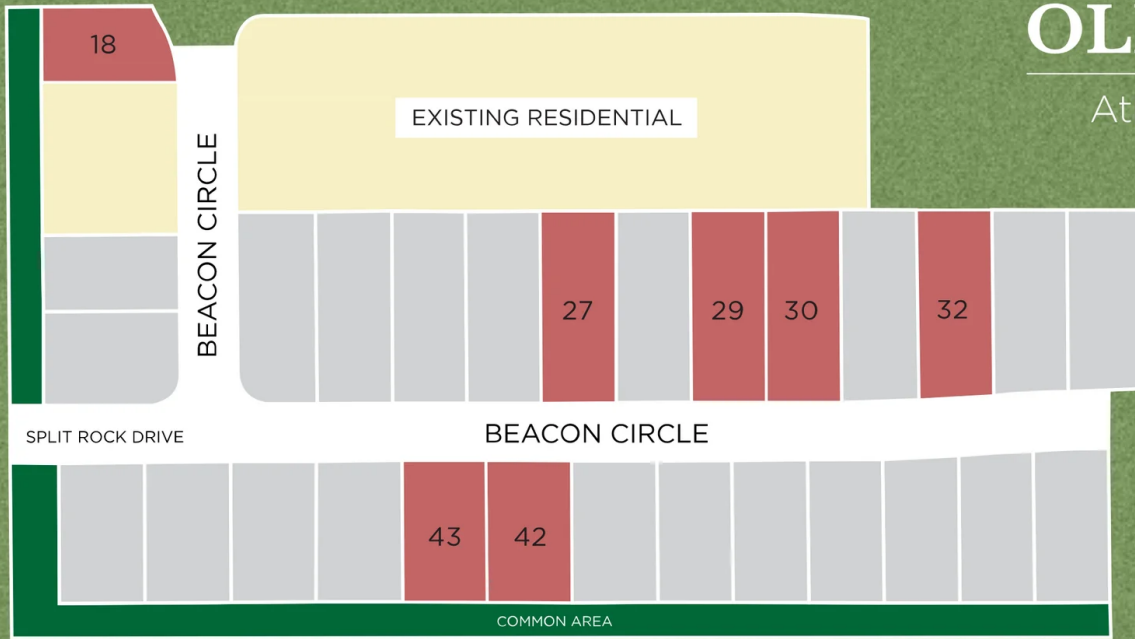 18
EXISTING RESIDENTIAL
At
BEACON CIRCLE
27
29
30
32
SPLIT ROCK DRIVE
BEACON CIRCLE
43
42
COMMON AREA